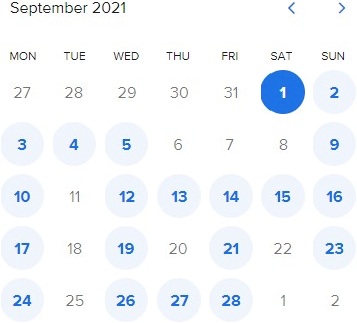 September 2021
MON TUE WED THU FRI SAT SUN
27 28 29 30 31 1 2
3 4 5 6 7 8 9
10 11 12 13 14 15 16
17 18 19 20 21 22 23
24 25 26 27 28 1 2